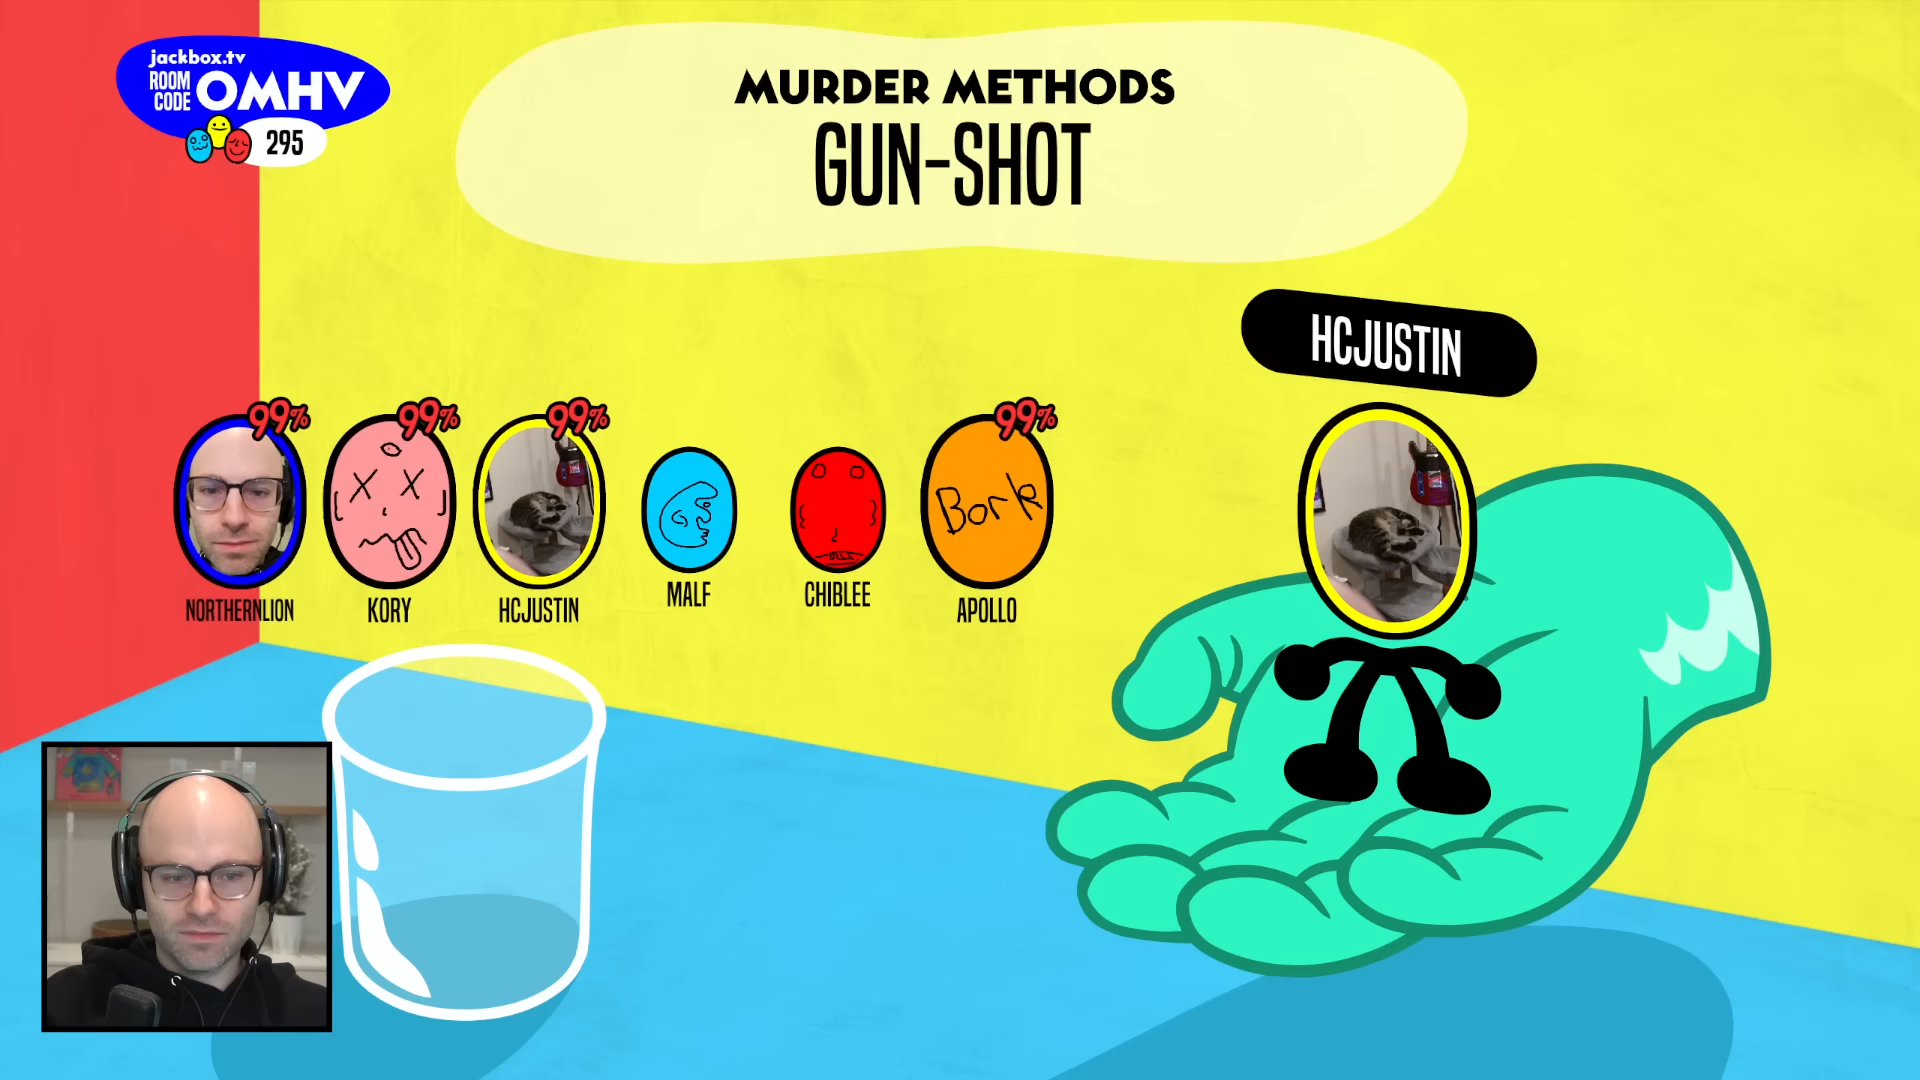 jackbox.tv
ROOM
CODE
OMHV
295
MURDER METHODS
GUN-SHOT
HCJUSTIN
99%
99%
99%
99%
Bork
NORTHERNLION
KORY
HCJUSTIN
MALF
CHIBLEE
APOLLO